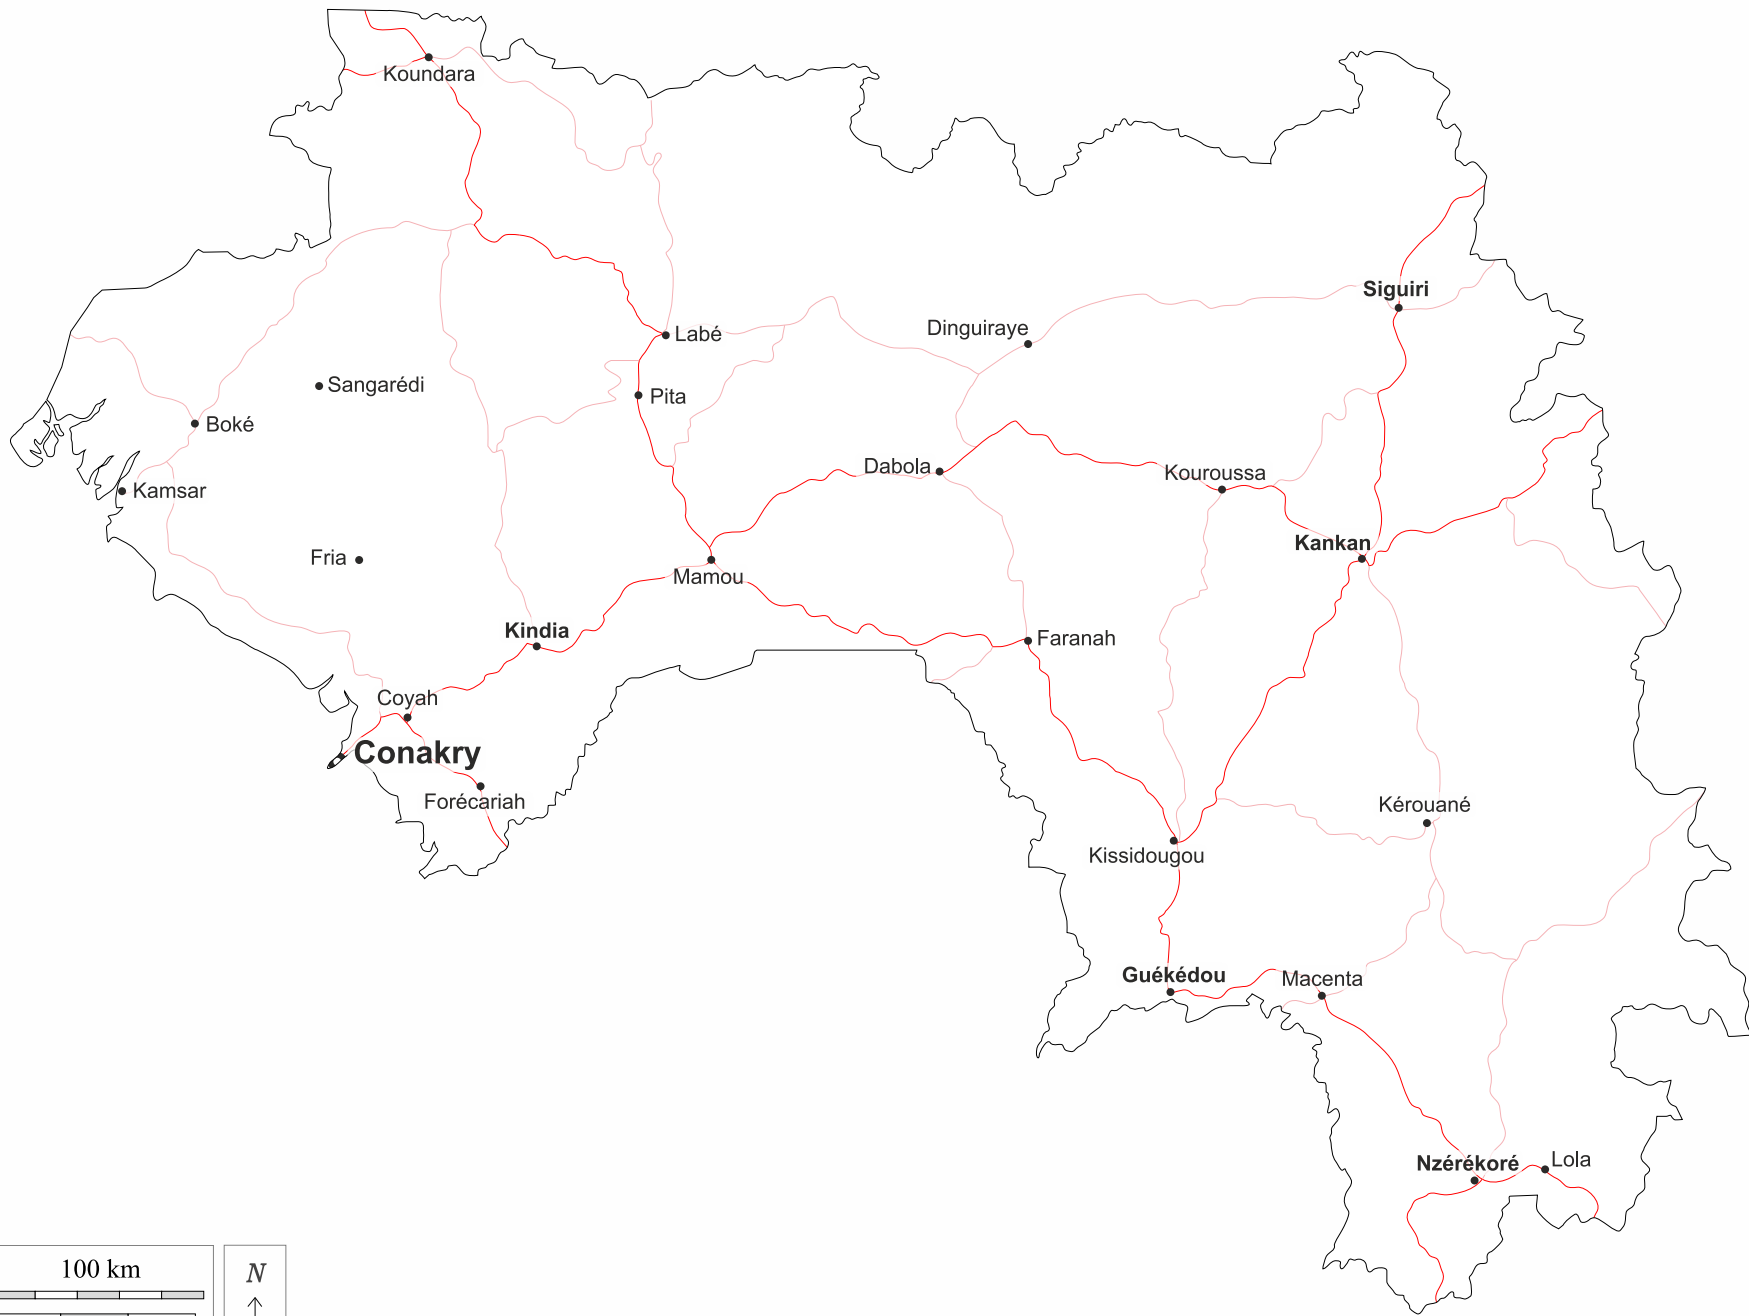 Koundara
Siguiri
Dinguiraye
Labé
Sangarédi
Pita
Boké
Dabola
Kouroussa
Kamsar
Kankan
Fria
Mamou
Kindia
Faranah
Coyah
Conakry
Forécariah
Kérouané
Kissidougou
Guékédou
Macenta
Nzérékoré
Lola
100 km
N